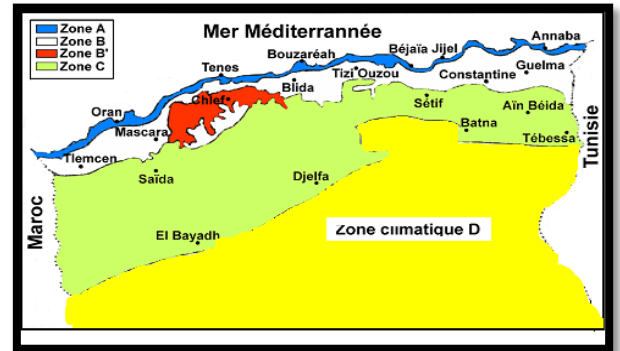 Zone A
Zone B
Zone B'
Zone C
Mer Méditerrannée
Annaba
Bouzaréah
Béjaïa Jijel
Tenes
Guelma
Tizi Ouzou
Constantine
Blida
Chlef
Oran
Sétif
Aïn Béida
Mascara
Batna
Tébessa
Tlemcen
Saïda
Djelfa
El Bayadh
Zone climatique D
Maroc
Tunisie